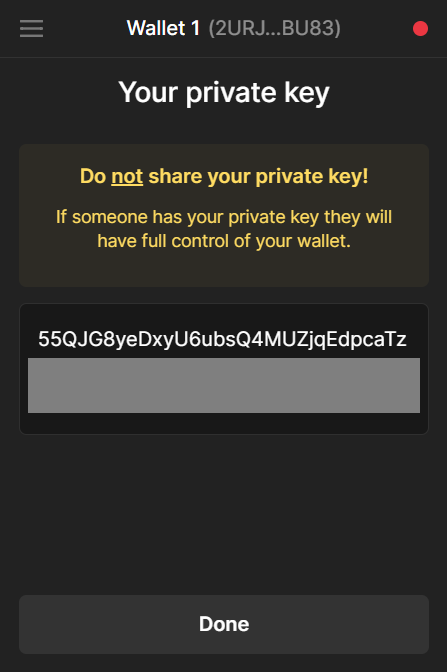 Wallet 1 (2URJ...BU83)
Your private key
Do not share your private key!
If someone has your private key they will
have full control of your wallet.
55QJG8yeDxyU6ubsQ4MUZjqEdpcaTz
Done